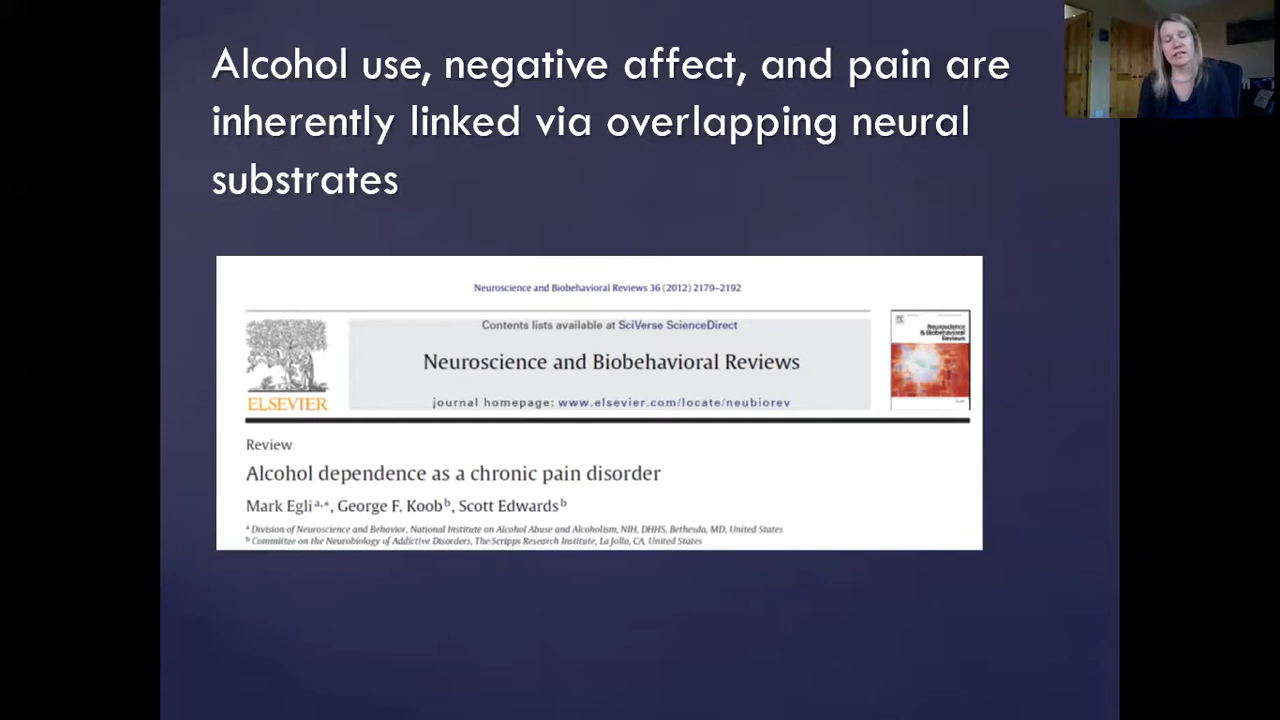 Alcohol use, negative affect, and pain are
inherently linked via overlapping neural
substrates
Neuroscience and Biobehavioral Reviews 36 (2012) 2179–2192
Contents lists available at SciVerse ScienceDirect
Neuroscience and Biobehavioral Reviews
journal homepage: www.elsevier.com/locate/neubiorev
ELSEVIER
Neuroscience
& Biobehavioral
Reviews
Review
Alcohol dependence as a chronic pain disorder
Mark Egli a,*, George F. Koob b, Scott Edwards b
a Division of Neuroscience and Behavior, National Institute on Alcohol Abuse and Alcoholism, NIH, DHHS, Bethesda, MD, United States
b Committee on the Neurobiology of Addictive Disorders, The Scripps Research Institute, La Jolla, CA, United States